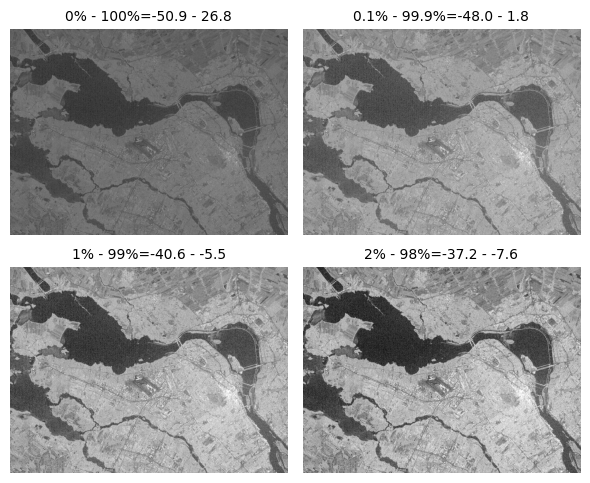 0% - 100%=-50.9 - 26.8
0.1% - 99.9%=-48.0 - 1.8
1% - 99%=-40.6 - -5.5
2% - 98%=-37.2 - -7.6